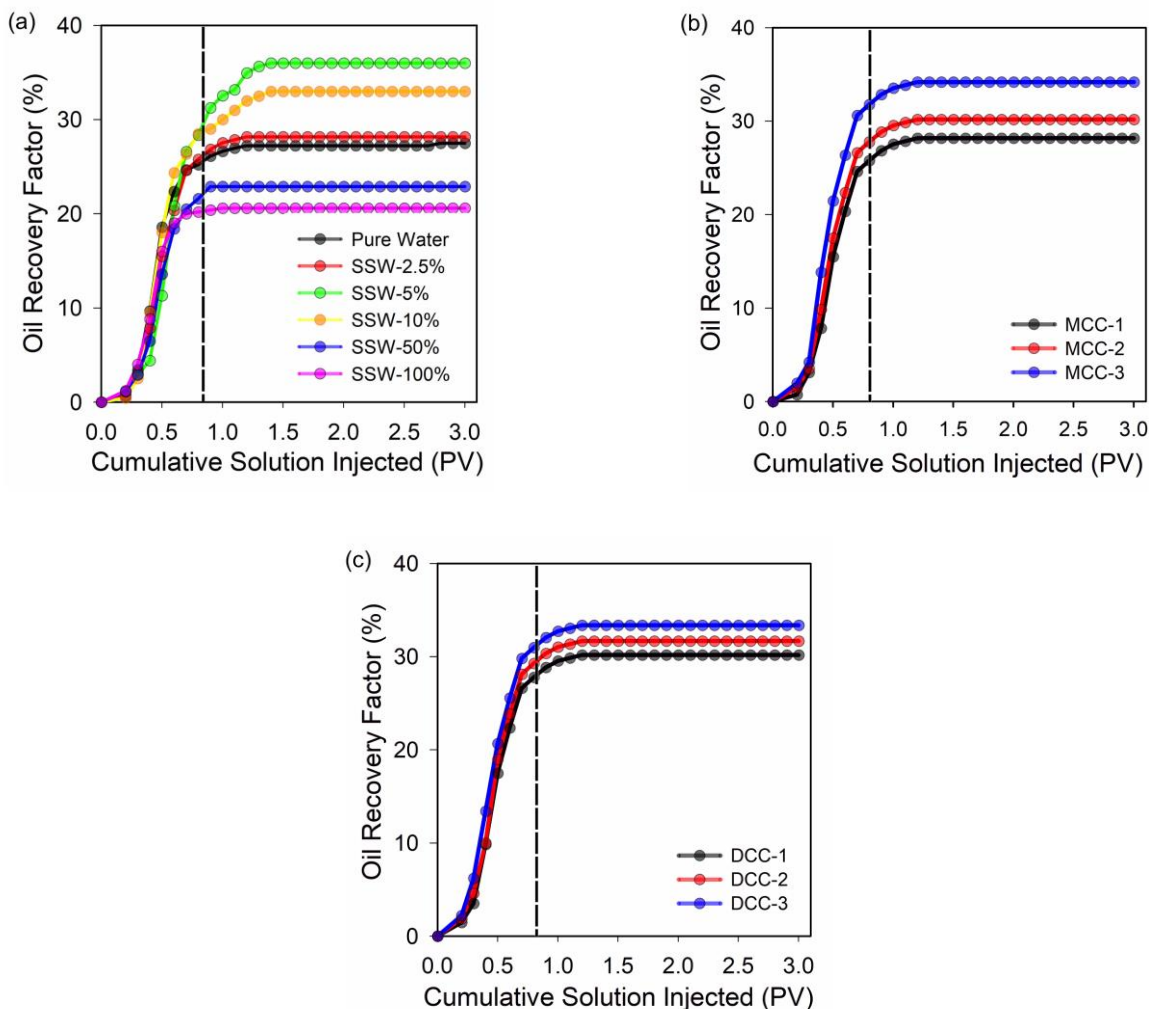 (a)
40
30
20
10
0
Oil Recovery Factor (%)
Pure Water
SSW-2.5%
SSW-5%
SSW-10%
SSW-50%
SSW-100%
0.0 0.5 1.0 1.5 2.0 2.5 3.0
Cumulative Solution Injected (PV)
(b)
40
30
20
10
0
Oil Recovery Factor (%)
MCC-1
MCC-2
MCC-3
0.0 0.5 1.0 1.5 2.0 2.5 3.0
Cumulative Solution Injected (PV)
(c)
40
30
20
10
0
Oil Recovery Factor (%)
DCC-1
DCC-2
DCC-3
0.0 0.5 1.0 1.5 2.0 2.5 3.0
Cumulative Solution Injected (PV)